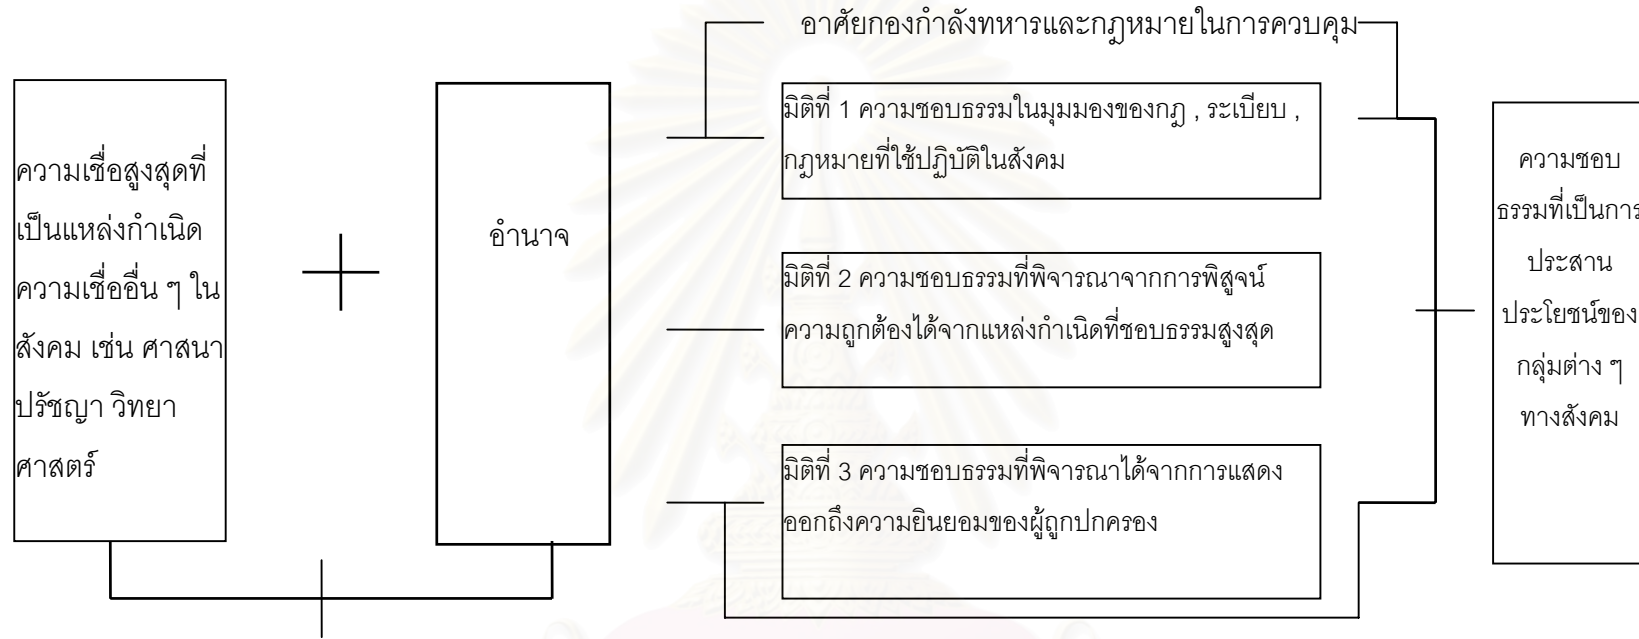 อาศัยกองกำลังทหารและกฎหมายในการควบคุม
ความเชื่อสูงสุดที่
เป็นแหล่งกำเนิด
ความเชื่ออื่น ๆ ใน
สังคม เช่น ศาสนา
ปรัชญา วิทยา
ศาสตร์
อำนาจ
มิติที่ 1 ความชอบธรรมในมุมมองของกฎ , ระเบียบ ,
กฎหมายที่ใช้ปฏิบัติในสังคม
มิติที่ 2 ความชอบธรรมที่พิจารณาจากการพิสูจน์
ความถูกต้องได้จากแหล่งกำเนิดที่ชอบธรรมสูงสุด
มิติที่ 3 ความชอบธรรมที่พิจารณาได้จากการแสดง
ออกถึงความยินยอมของผู้ถูกปกครอง
ความชอบ
ธรรมที่เป็นการ
ประสาน
ประโยชน์ของ
กลุ่มต่าง ๆ
ทางสังคม